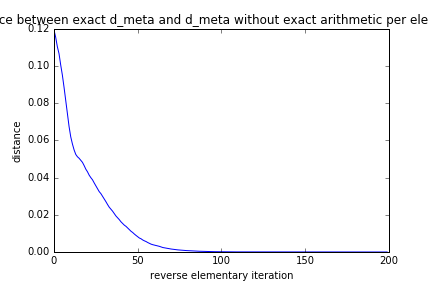 ce between exact d_meta and d_meta without exact arithmetic per ele
0.12
0.10
0.08
0.06
0.04
0.02
0.00
distance
0 50 100 150 200
reverse elementary iteration